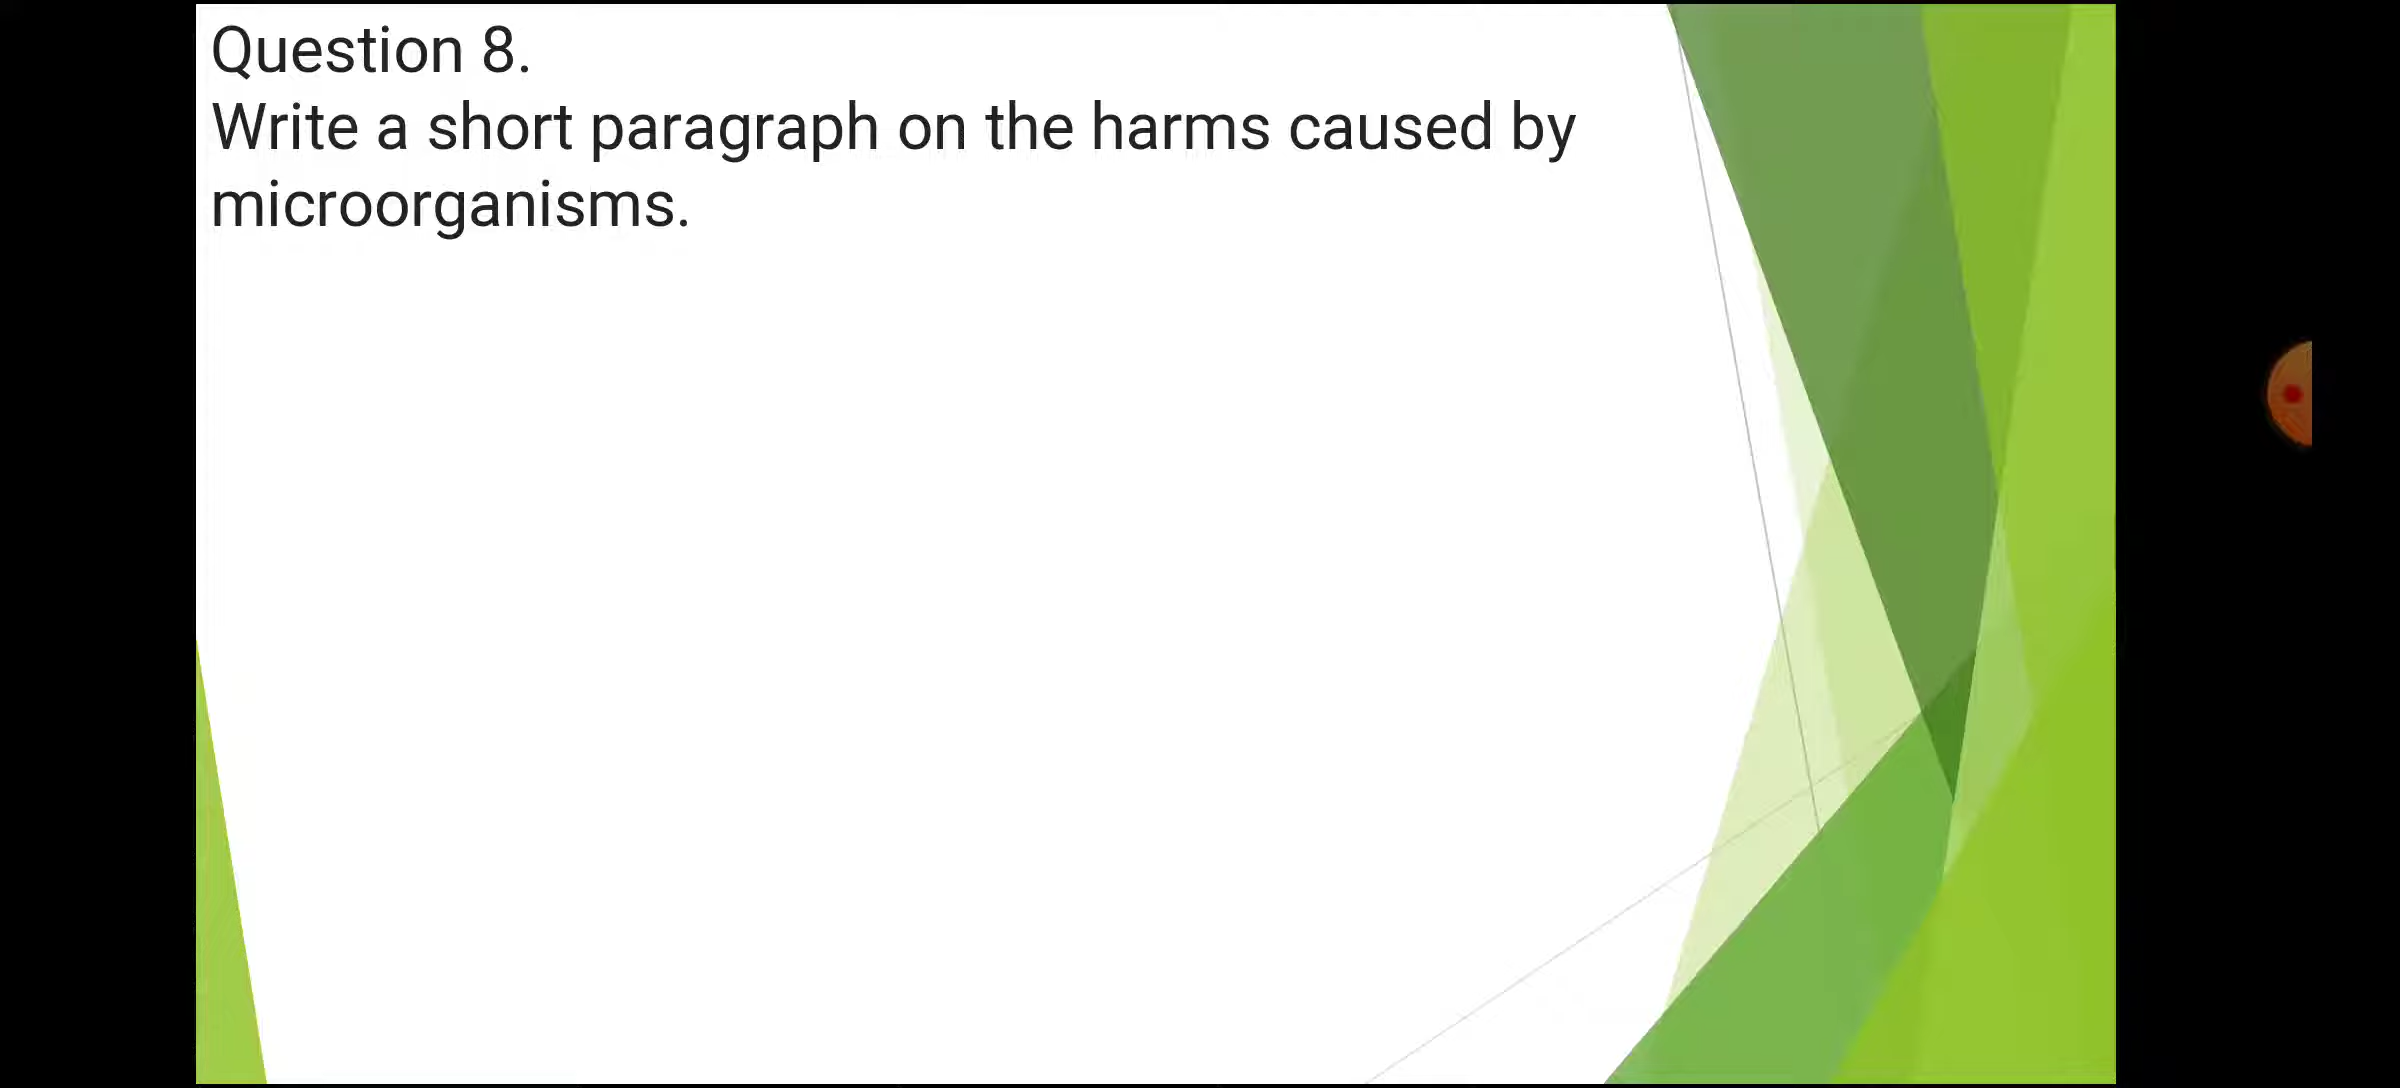 Question 8.
Write a short paragraph on the harms caused by
microorganisms.